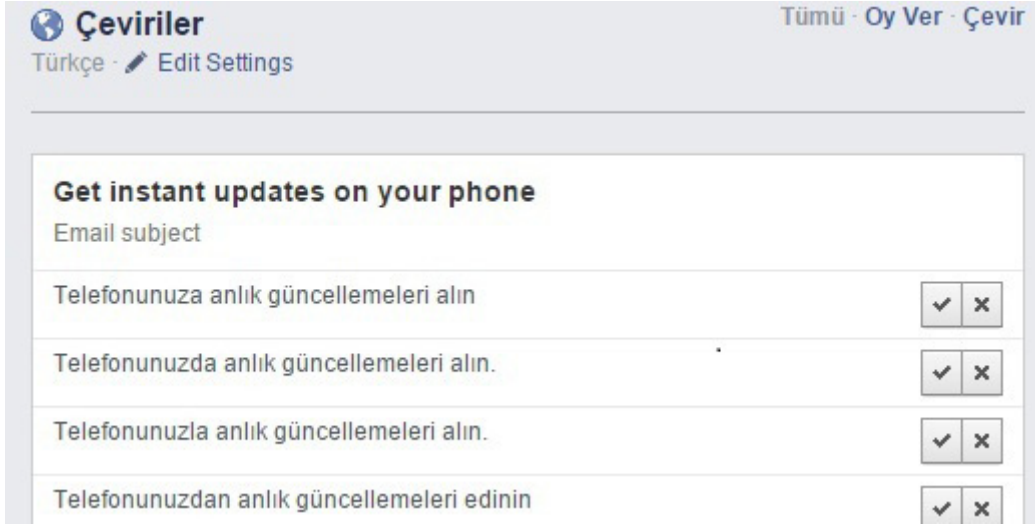 Çeviriler
Tümü · Oy Ver · Çevir
Türkçe · Edit Settings
Get instant updates on your phone
Email subject
Telefonunuza anlık güncellemeleri alın
Telefonunuzda anlık güncellemeleri alın.
Telefonunuzla anlık güncellemeleri alın.
Telefonunuzdan anlık güncellemeleri edinin